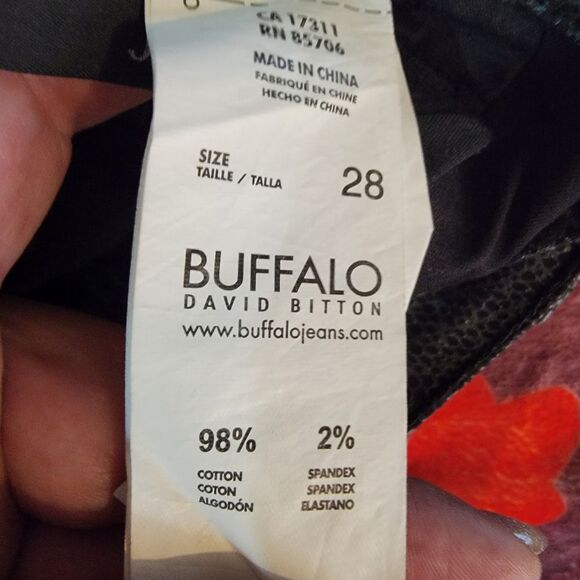 CA 17311
RN 85706
MADE IN CHINA
FABRIQUÉ EN CHINE
HECHO EN CHINA
SIZE
TAILLE / TALLA
28
BUFFALO
DAVID BITTON
www.buffalojeans.com
98% 2%
COTTON SPANDEX
COTON SPANDEX
ALGODÓN ELASTANO